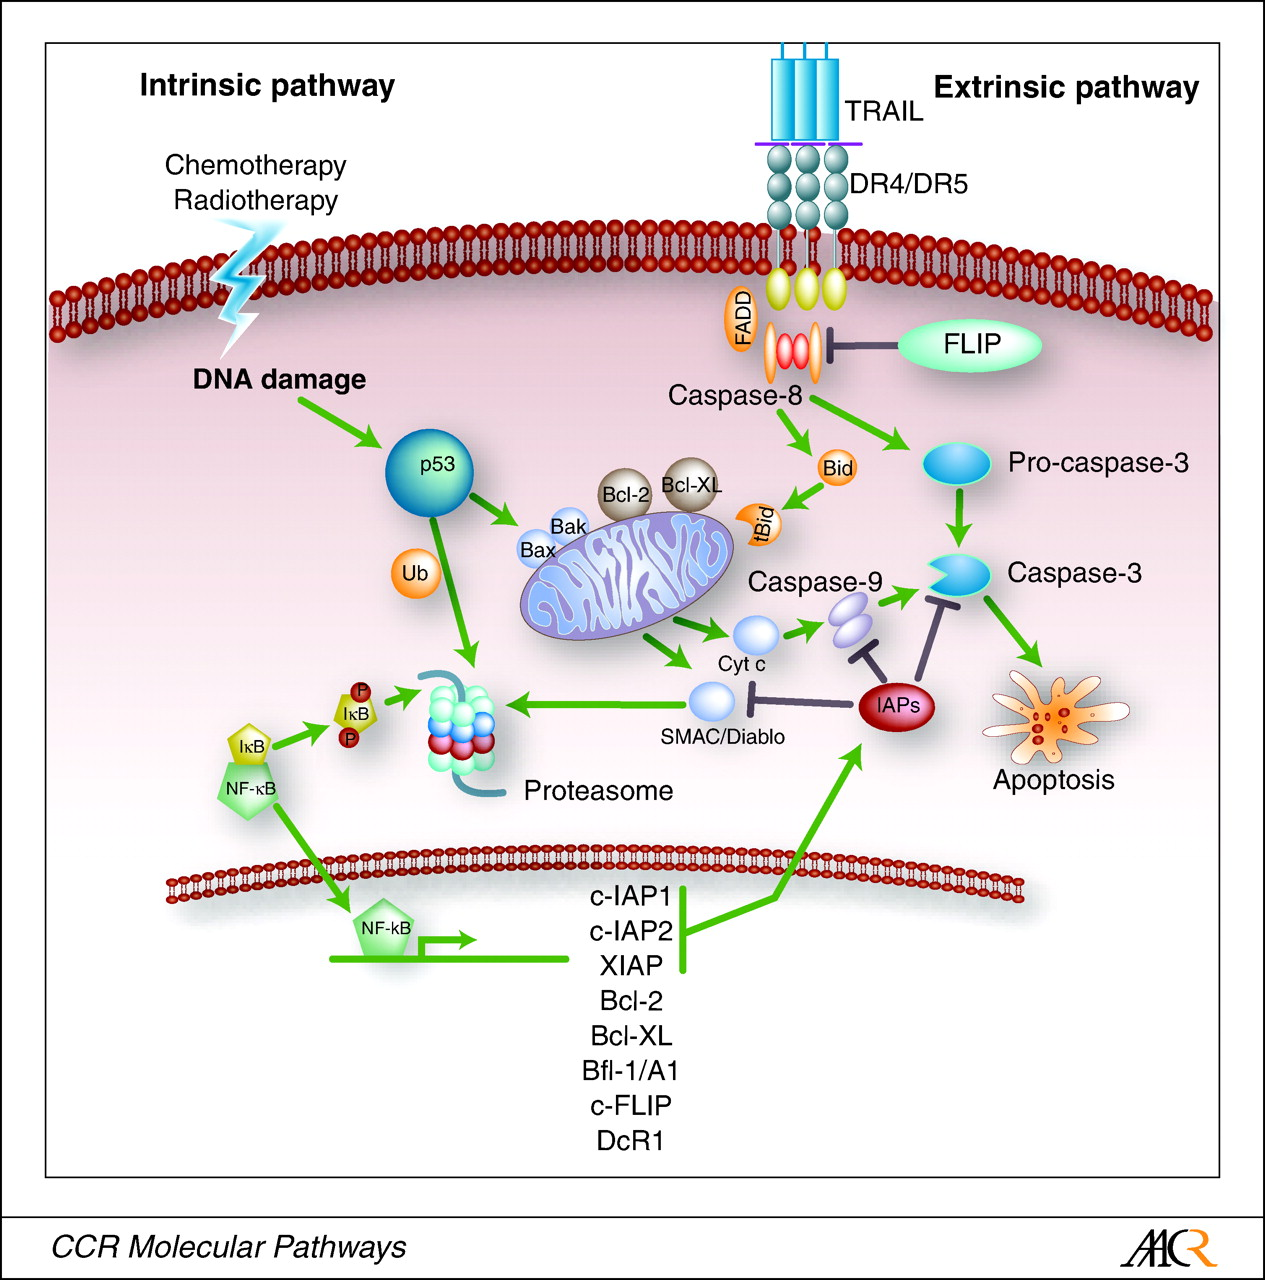 Intrinsic pathway
Extrinsic pathway
TRAIL
Chemotherapy
Radiotherapy
DR4/DR5
FADD
FLIP
DNA damage
Caspase-8
p53
Bid
Pro-caspase-3
Bcl-2
Bcl-XL
Bak
Bax
tBid
Ub
Caspase-9
Caspase-3
Cyt c
P
IκB
P
IAPs
SMAC/Diablo
IκB
NF-κB
Proteasome
Apoptosis
c-IAP1
c-IAP2
XIAP
NF-kB
Bcl-2
Bcl-XL
Bfl-1/A1
c-FLIP
DcR1
CCR Molecular Pathways
AACR